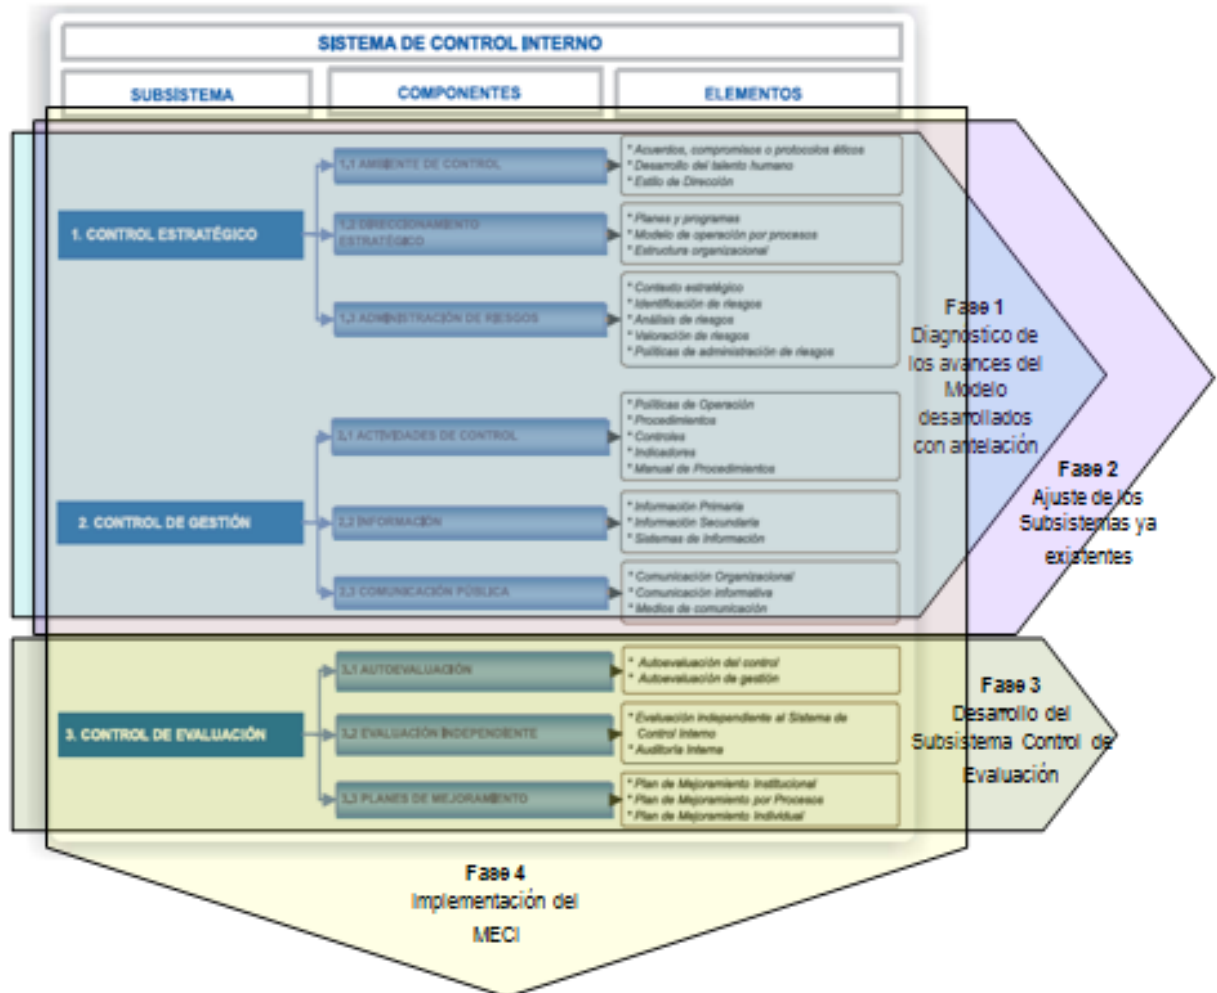 SISTEMA DE CONTROL INTERNO
SUBSISTEMA
COMPONENTES
ELEMENTOS
1. CONTROL ESTRATÉGICO
1,1 AMBIENTE DE CONTROL
* Acuerdos, compromisos o protocolos éticos
* Desarrollo del talento humano
* Estilo de Dirección
1,2 DIRECCIONAMIENTO
ESTRATÉGICO
* Planes y programas
* Modelo de operación por procesos
* Estructura organizacional
1,3 ADMINISTRACIÓN DE RIESGOS
* Contexto estratégico
* Identificación de riesgos
* Análisis de riesgos
* Valoración de riesgos
* Políticas de administración de riesgos
2. CONTROL DE GESTIÓN
2,1 ACTIVIDADES DE CONTROL
* Políticas de Operación
* Procedimientos
* Controles
* Indicadores
* Manual de Procedimientos
2,2 INFORMACIÓN
* Información Primaria
* Información Secundaria
* Sistemas de Información
2,3 COMUNICACIÓN PÚBLICA
* Comunicación Organizacional
* Comunicación informativa
* Medios de comunicación
3. CONTROL DE EVALUACIÓN
3,1 AUTOEVALUACIÓN
* Autoevaluación del control
* Autoevaluación de gestión
3,2 EVALUACIÓN INDEPENDIENTE
* Evaluación independiente al Sistema de
Control Interno
* Auditoría Interna
3,3 PLANES DE MEJORAMIENTO
* Plan de Mejoramiento Institucional
* Plan de Mejoramiento por Procesos
* Plan de Mejoramiento Individual
Fase 1
Diagnóstico de
los avances del
Modelo
desarrollados
con antelación
Fase 2
Ajuste de los
Subsistemas ya
existentes
Fase 3
Desarrollo del
Subsistema Control de
Evaluación
Fase 4
Implementación del
MECI